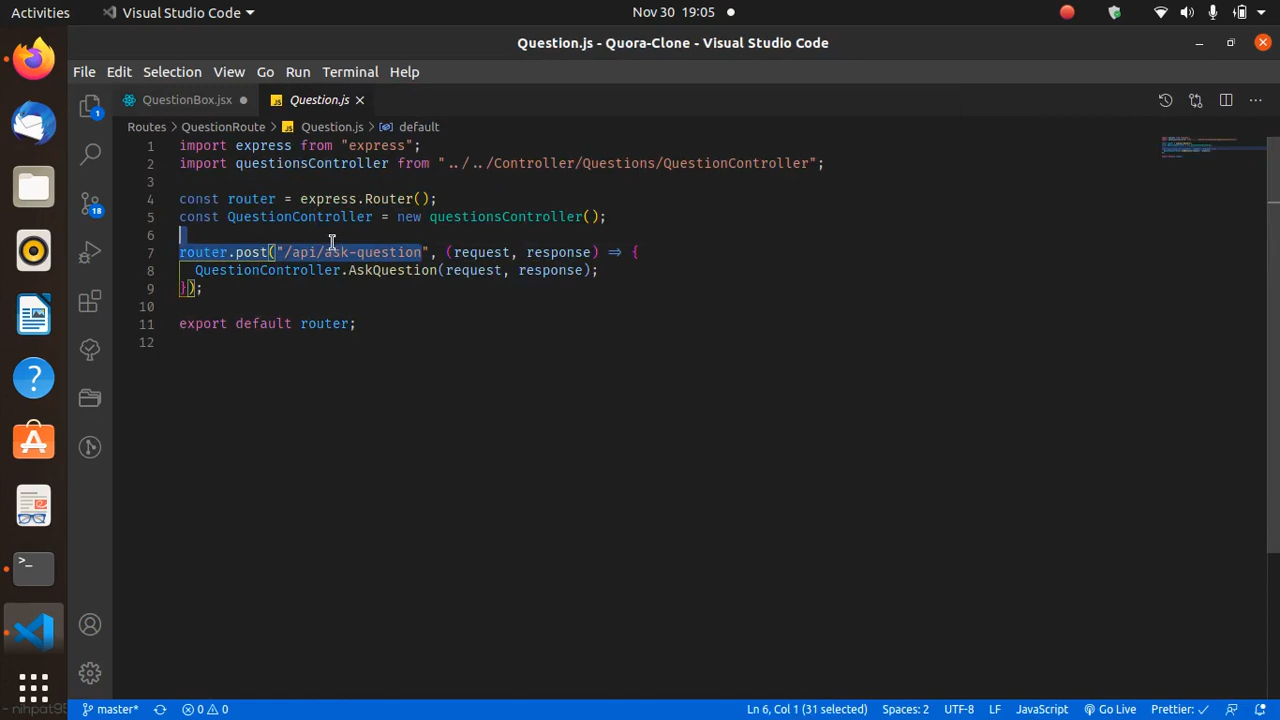 Activities
Visual Studio Code
Nov 30 19:05
Question.js - Quora-Clone - Visual Studio Code
File Edit Selection View Go Run Terminal Help
QuestionBox.jsx
Question.js
Routes > QuestionRoute > Question.js > default
1 import express from "express";
2 import questionsController from "../../Controller/Questions/QuestionController";
3
4 const router = express.Router();
5 const QuestionController = new questionsController();
6
7 router.post("/api/ask-question", (request, response) => {
8 QuestionController.AskQuestion(request, response);
9 });
10
11 export default router;
12
1
18
master*
0 0
Ln 6, Col 1 (31 selected)
Spaces: 2
UTF-8
LF
JavaScript
Go Live
Prettier: ✓